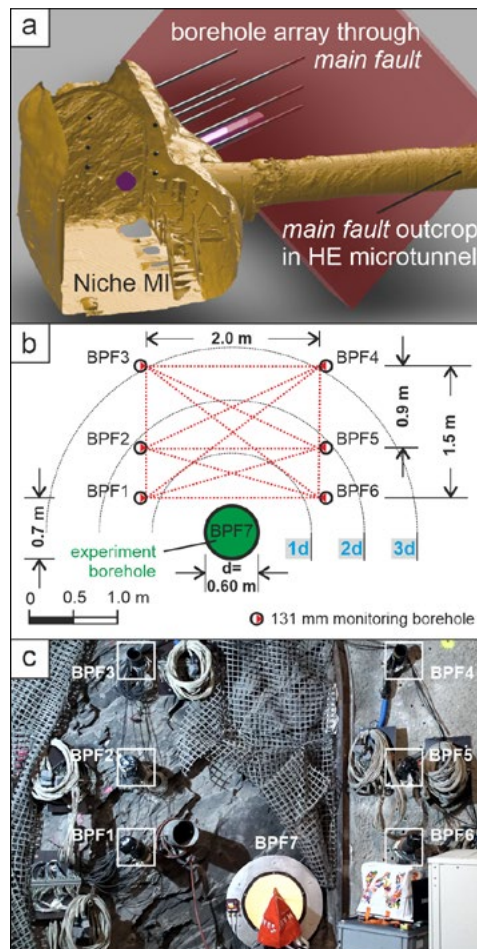 a
borehole array through
main fault
main fault outcrop
in HE microtunnel
Niche MI
b
2.0 m
BPF3
BPF4
0.9 m
1.5 m
BPF2
BPF5
BPF1
BPF6
0.7 m
BPF7
experiment
borehole
1d
2d
3d
d=
0.60 m
0
0.5
1.0 m
131 mm monitoring borehole
c
BPF3
BPF4
BPF2
BPF5
BPF1
BPF7
BPF6